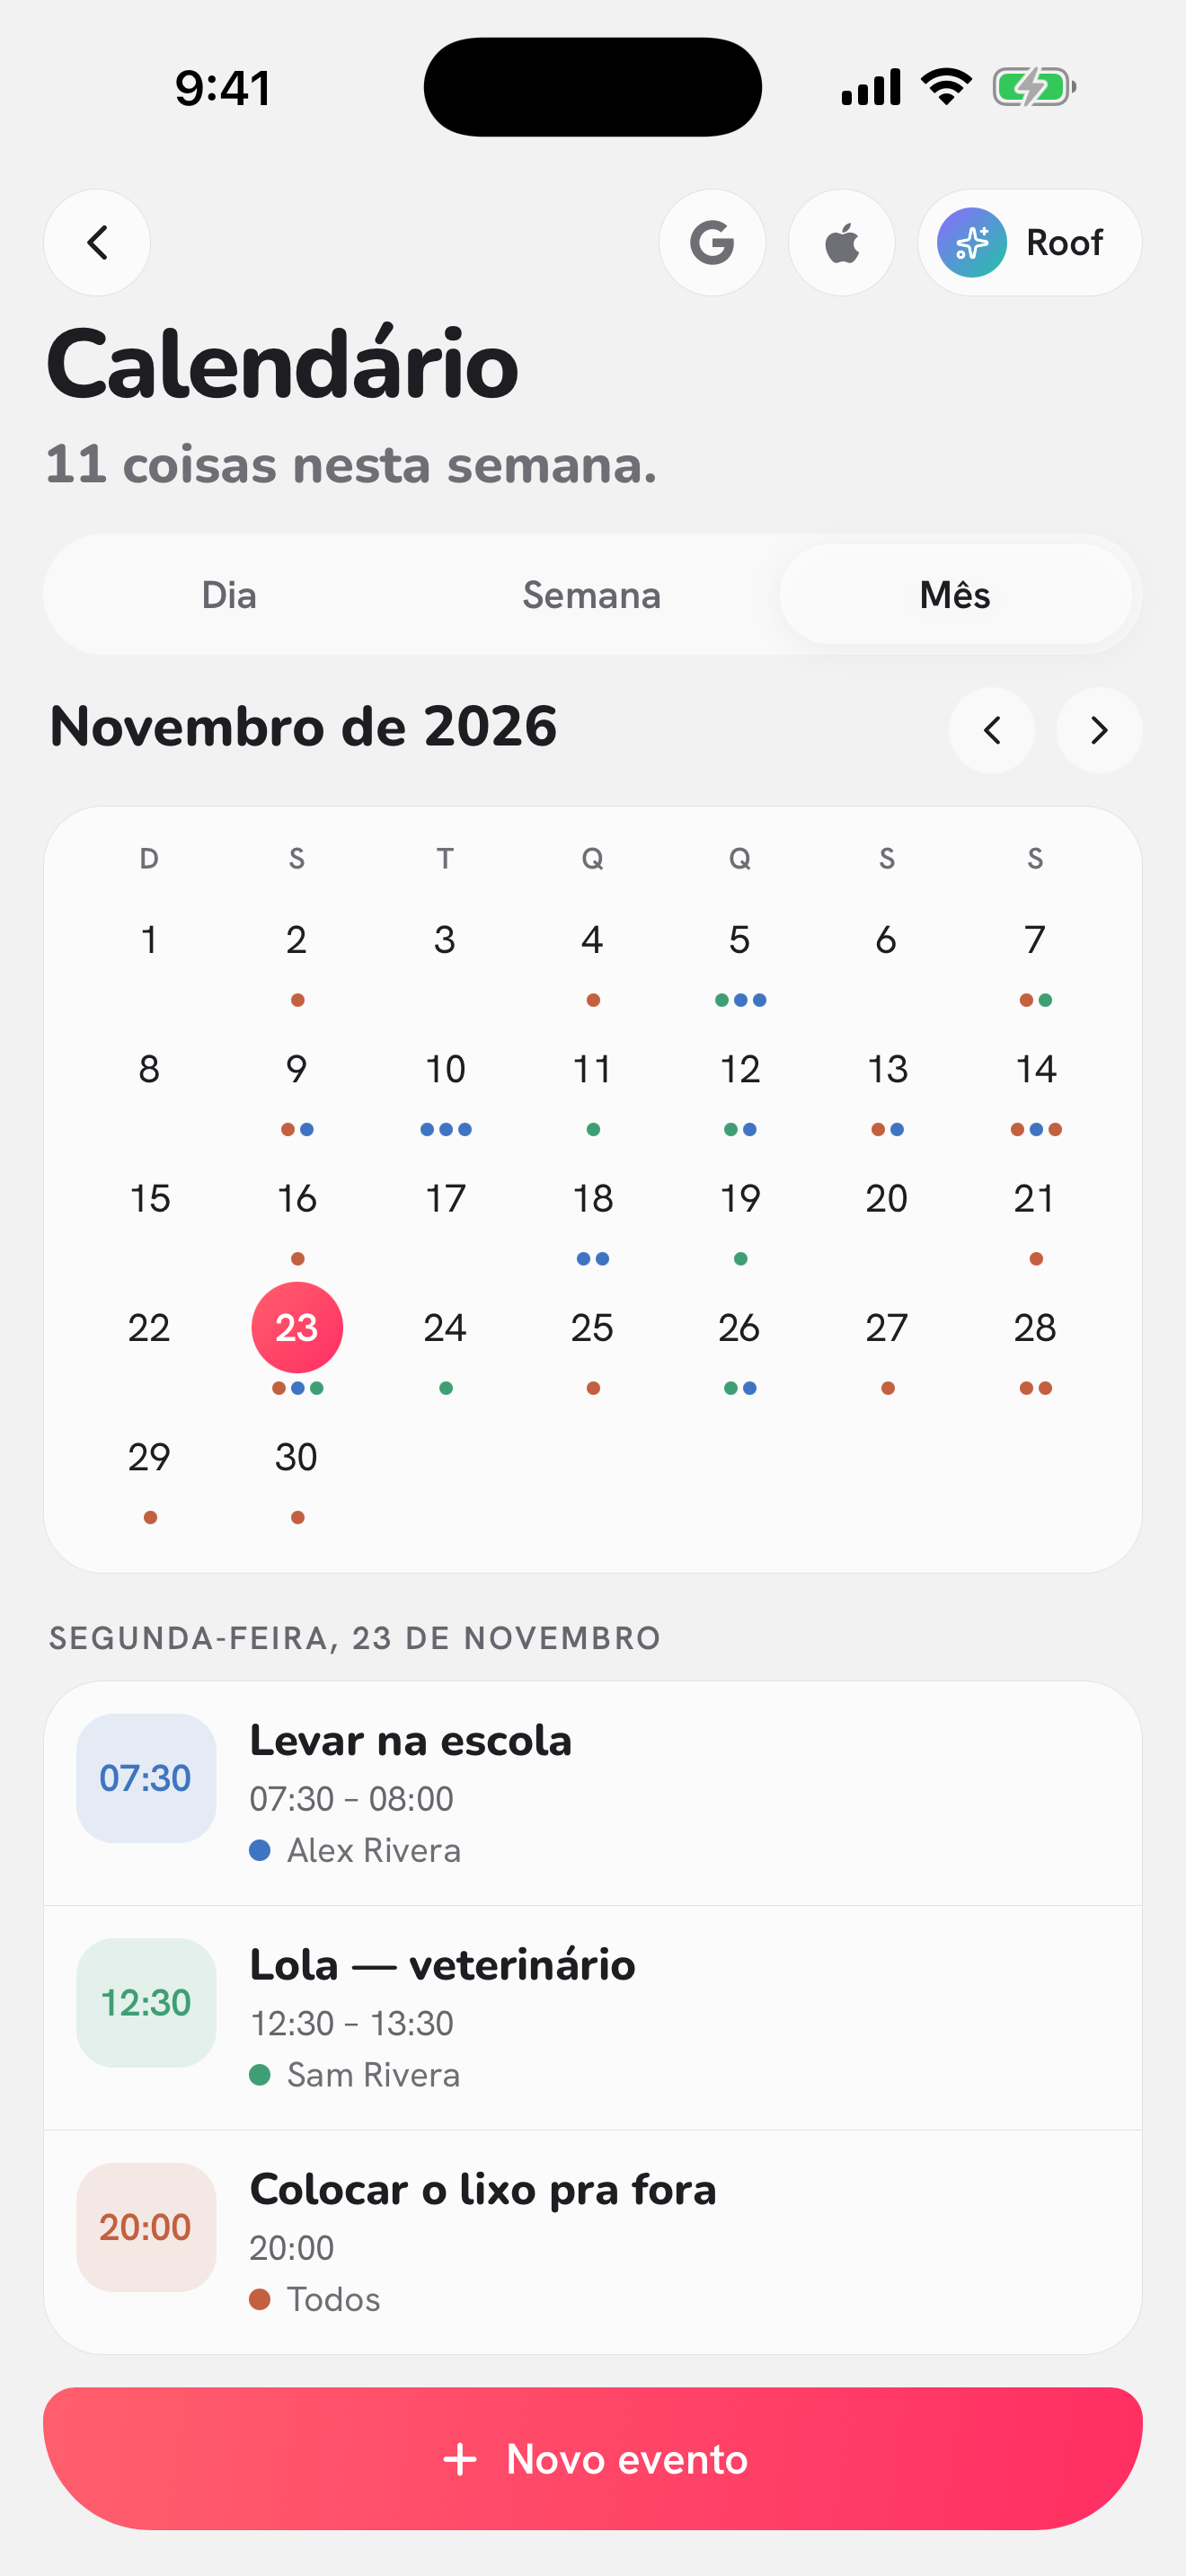 9:41
Roof
Calendário
11 coisas nesta semana.
Dia Semana Mês
Novembro de 2026
D S T Q Q S S
1 2 3 4 5 6 7
8 9 10 11 12 13 14
15 16 17 18 19 20 21
22 23 24 25 26 27 28
29 30
SEGUNDA-FEIRA, 23 DE NOVEMBRO
07:30
Levar na escola
07:30 – 08:00
Alex Rivera
12:30
Lola — veterinário
12:30 – 13:30
Sam Rivera
20:00
Colocar o lixo pra fora
20:00
Todos
+ Novo evento